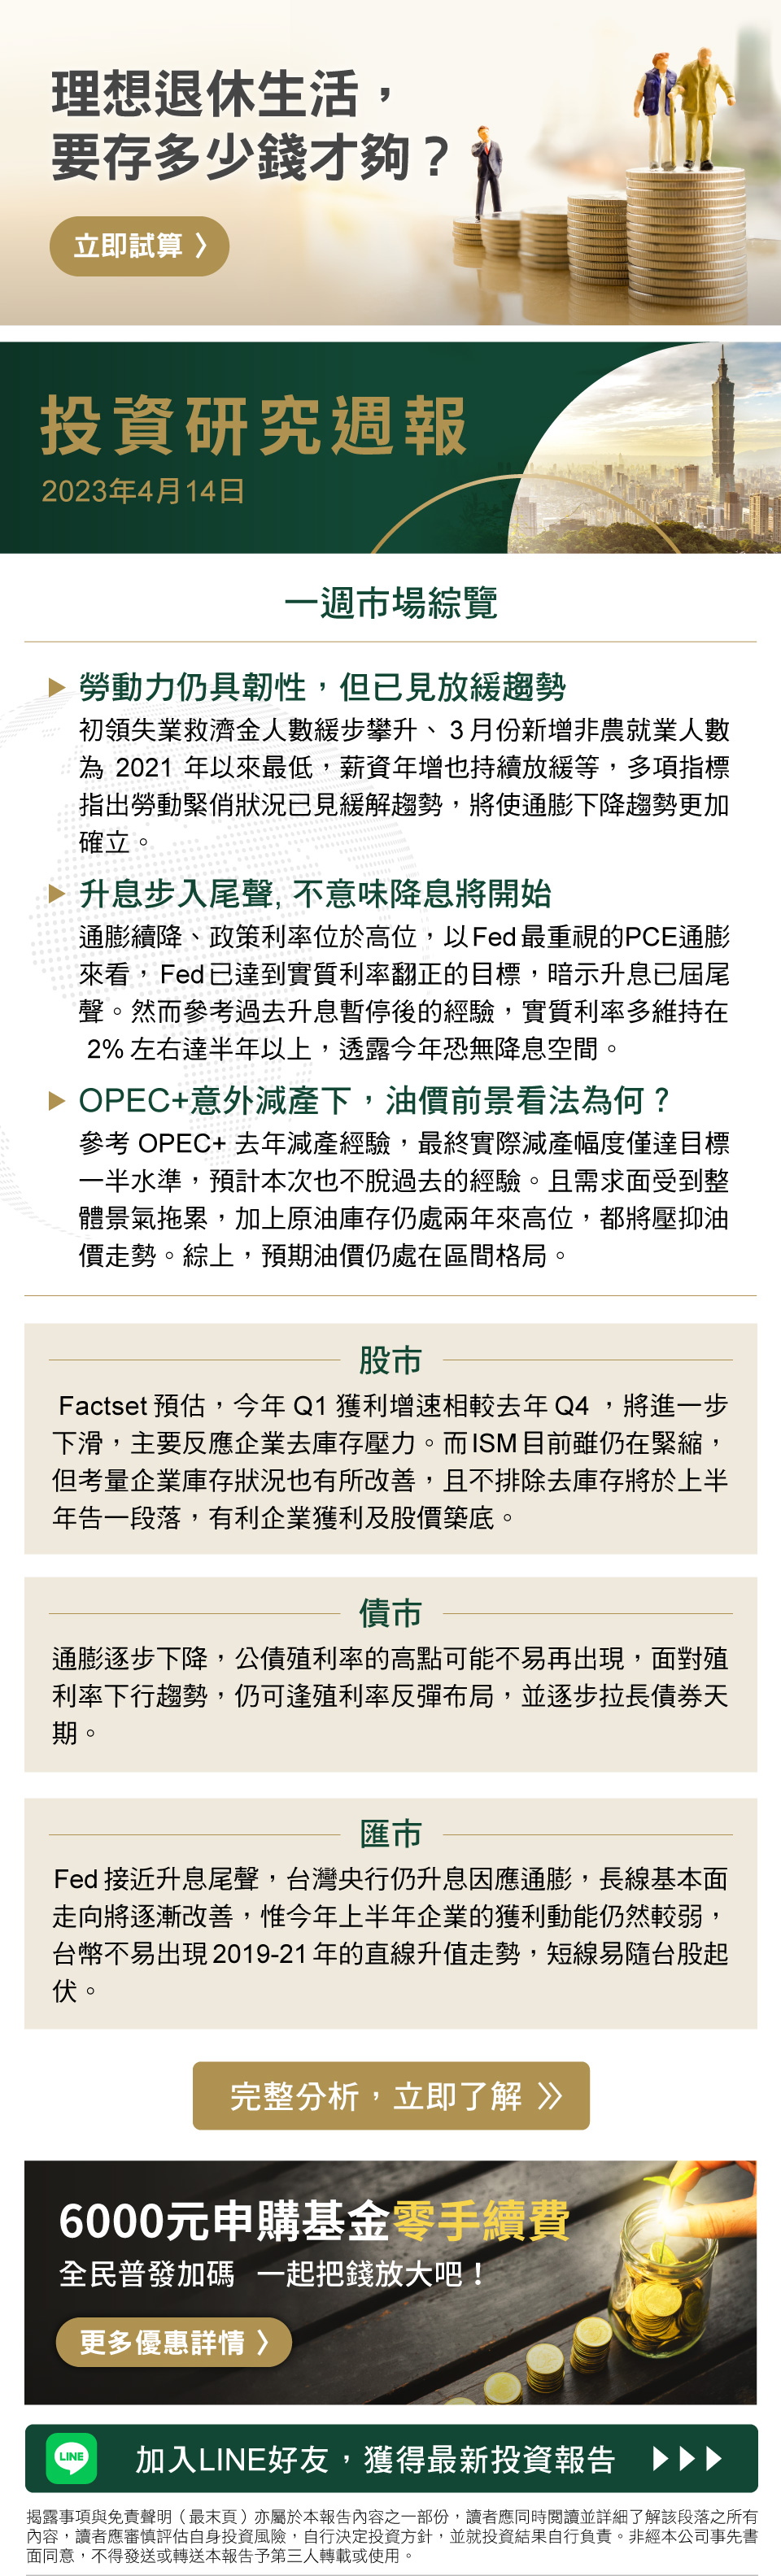 理想退休生活，
要存多少錢才夠？
立即試算 〉
投資研究週報
2023年4月14日
一週市場綜覽
勞動力仍具韌性，但已見放緩趨勢
初領失業救濟金人數緩步攀升、3月份新增非農就業人數
為 2021 年以來最低，薪資年增也持續放緩等，多項指標
指出勞動緊俏狀況已見緩解趨勢，將使通膨下降趨勢更加
確立。
升息步入尾聲, 不意味降息將開始
通膨續降、政策利率位於高位，以Fed最重視的PCE通膨
來看，Fed已達到實質利率翻正的目標，暗示升息已屆尾
聲。然而參考過去升息暫停後的經驗，實質利率多維持在
2% 左右達半年以上，透露今年恐無降息空間。
OPEC+意外減產下，油價前景看法為何？
參考 OPEC+ 去年減產經驗，最終實際減產幅度僅達目標
一半水準，預計本次也不脫過去的經驗。且需求面受到整
體景氣拖累，加上原油庫存仍處兩年來高位，都將壓抑油
價走勢。綜上，預期油價仍處在區間格局。
股市
Factset 預估，今年 Q1 獲利增速相較去年 Q4 ，將進一步
下滑，主要反應企業去庫存壓力。而ISM目前雖仍在緊縮，
但考量企業庫存狀況也有所改善，且不排除去庫存將於上半
年告一段落，有利企業獲利及股價築底。
債市
通膨逐步下降，公債殖利率的高點可能不易再出現，面對殖
利率下行趨勢，仍可逢殖利率反彈布局，並逐步拉長債券天
期。
匯市
Fed 接近升息尾聲，台灣央行仍升息因應通膨，長線基本面
走向將逐漸改善，惟今年上半年企業的獲利動能仍然較弱，
台幣不易出現 2019-21 年的直線升值走勢，短線易隨台股起
伏。
完整分析，立即了解 》
6000元申購基金零手續費
全民普發加碼 一起把錢放大吧！
更多優惠詳情 〉
LINE 加入LINE好友，獲得最新投資報告
揭露事項與免責聲明（最末頁）亦屬於本報告內容之一部份，讀者應同時閱讀並詳細了解該段落之所有
內容，讀者應審慎評估自身投資風險，自行決定投資方針，並就投資結果自行負責。非經本公司事先書
面同意，不得發送或轉送本報告予第三人轉載或使用。